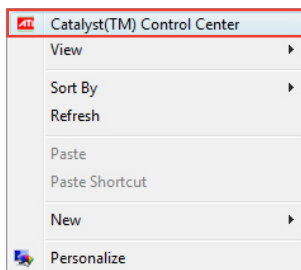 ATI Catalyst(TM) Control Center
View
Sort By
Refresh
Paste
Paste Shortcut
New
Personalize